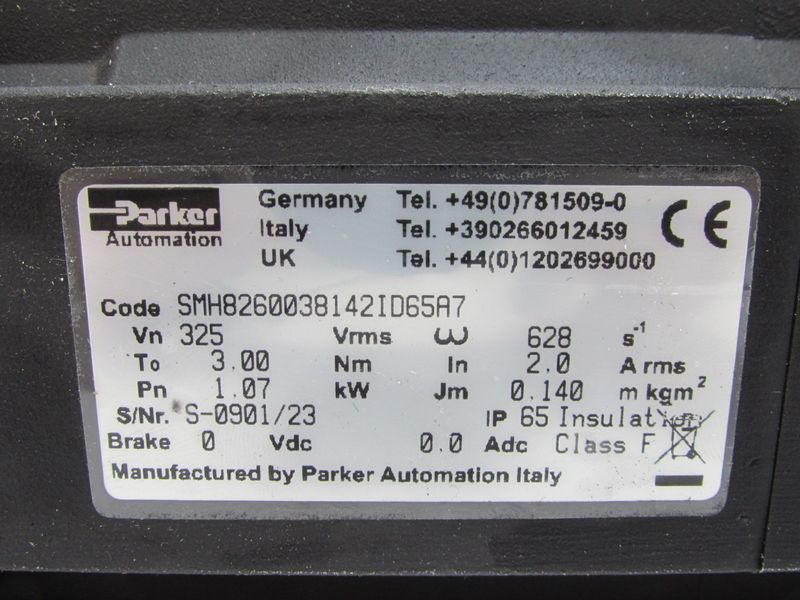 Parker
Automation
Germany Tel. +49(0)781509-0
Italy Tel. +390266012459
UK Tel. +44(0)1202699000
CE
Code SMH8260038142ID65A7
Vn 325 Vrms ω 628 s⁻¹
To 3.00 Nm In 2.0 A rms
Pn 1.07 kW Jm 0.140 m kgm²
S/Nr. S-0901/23 IP 65 Insulation
Brake 0 Vdc 0.0 Adc Class F
Manufactured by Parker Automation Italy